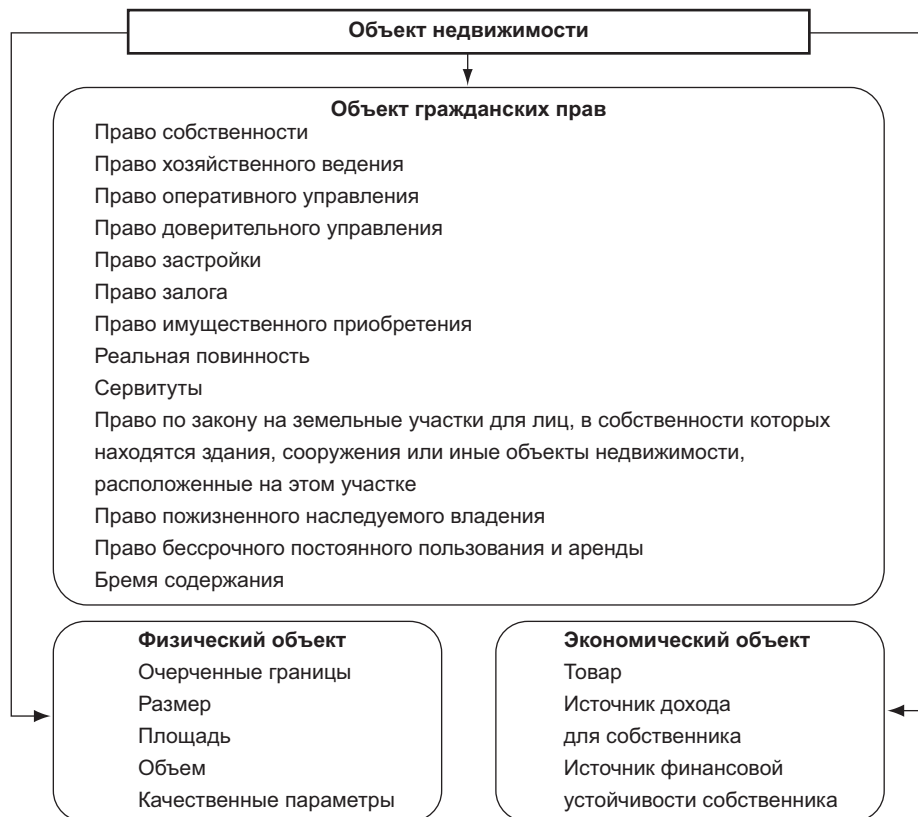 Объект недвижимости
Объект гражданских прав
Право собственности
Право хозяйственного ведения
Право оперативного управления
Право доверительного управления
Право застройки
Право залога
Право имущественного приобретения
Реальная повинность
Сервитуты
Право по закону на земельные участки для лиц, в собственности которых
находятся здания, сооружения или иные объекты недвижимости,
расположенные на этом участке
Право пожизненного наследуемого владения
Право бессрочного постоянного пользования и аренды
Бремя содержания
Физический объект
Очерченные границы
Размер
Площадь
Объем
Качественные параметры
Экономический объект
Товар
Источник дохода
для собственника
Источник финансовой
устойчивости собственника